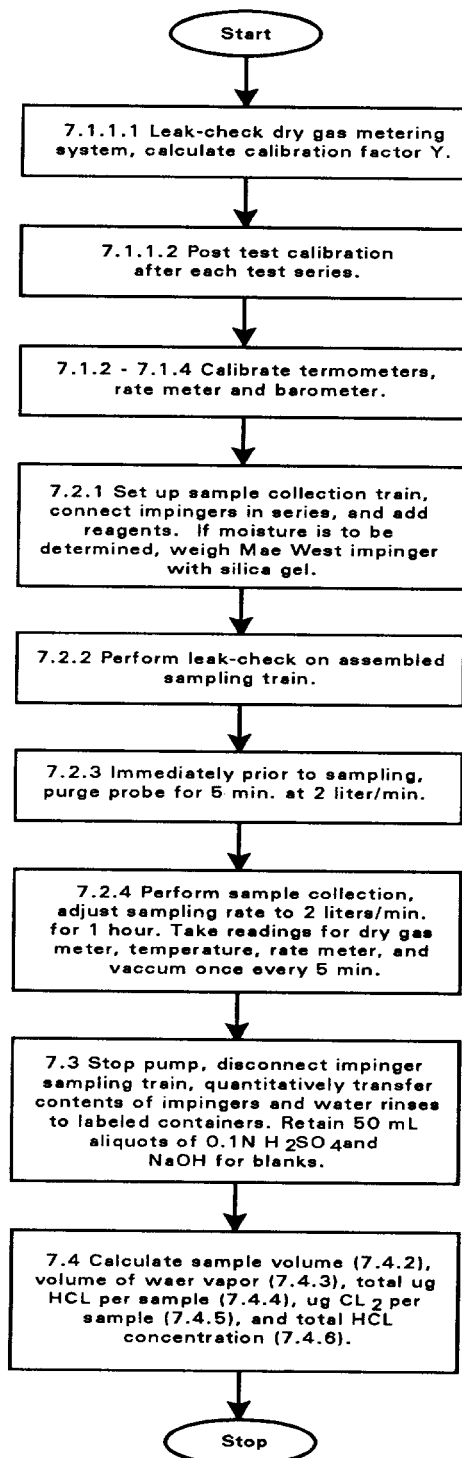 Start
7.1.1.1 Leak-check dry gas metering
system, calculate calibration factor Y.
7.1.1.2 Post test calibration
after each test series.
7.1.2 - 7.1.4 Calibrate termometers,
rate meter and barometer.
7.2.1 Set up sample collection train,
connect impingers in series, and add
reagents. If moisture is to be
determined, weigh Mae West impinger
with silica gel.
7.2.2 Perform leak-check on assembled
sampling train.
7.2.3 Immediately prior to sampling,
purge probe for 5 min. at 2 liter/min.
7.2.4 Perform sample collection,
adjust sampling rate to 2 liters/min.
for 1 hour. Take readings for dry gas
meter, temperature, rate meter, and
vaccum once every 5 min.
7.3 Stop pump, disconnect impinger
sampling train, quantitatively transfer
contents of impingers and water rinses
to labeled containers. Retain 50 mL
aliquots of 0.1N H2SO4and
NaOH for blanks.
7.4 Calculate sample volume (7.4.2),
volume of waer vapor (7.4.3), total ug
HCL per sample (7.4.4), ug CL2 per
sample (7.4.5), and total HCL
concentration (7.4.6).
Stop